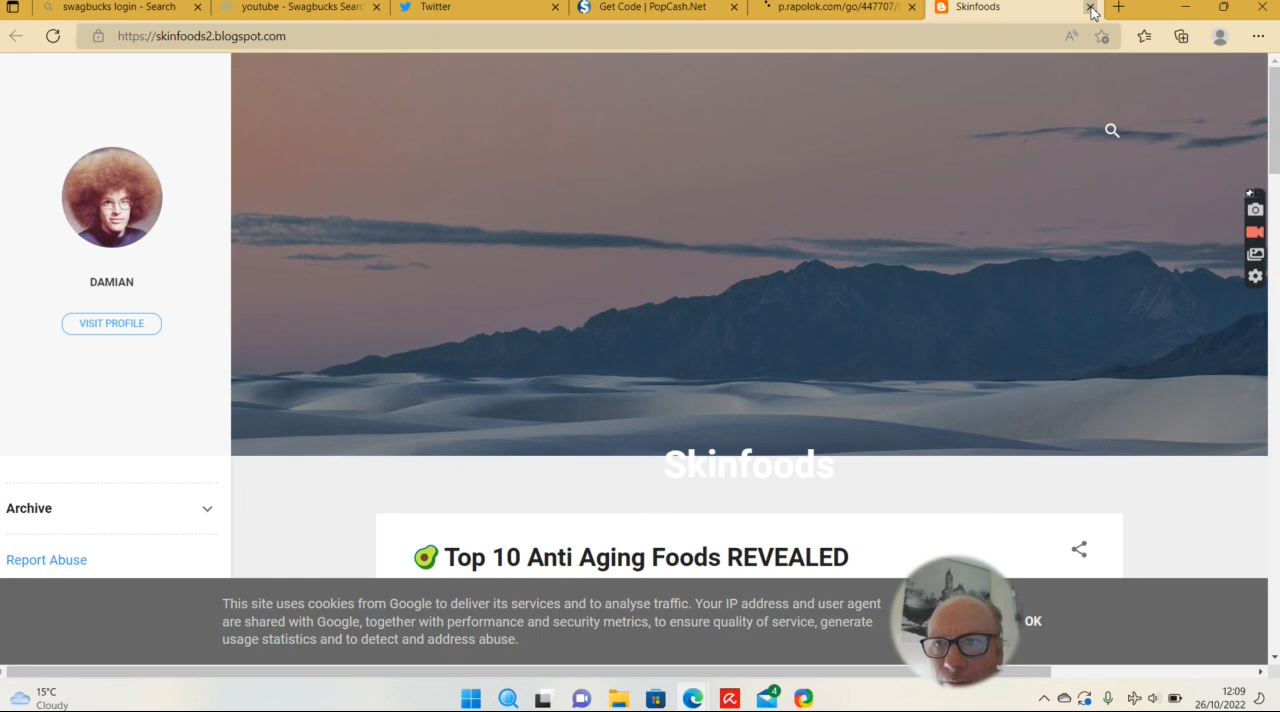 swagbucks login - Search
youtube - Swagbucks Searc
Twitter
Get Code | PopCash.Net
p.rapolok.com/go/447707/
Skinfoods
https://skinfoods2.blogspot.com
DAMIAN
VISIT PROFILE
Archive
Report Abuse
Skinfoods
Top 10 Anti Aging Foods REVEALED
This site uses cookies from Google to deliver its services and to analyse traffic. Your IP address and user agent
are shared with Google, together with performance and security metrics, to ensure quality of service, generate
usage statistics and to detect and address abuse.
OK
15°C
Cloudy
4
12:09
26/10/2022